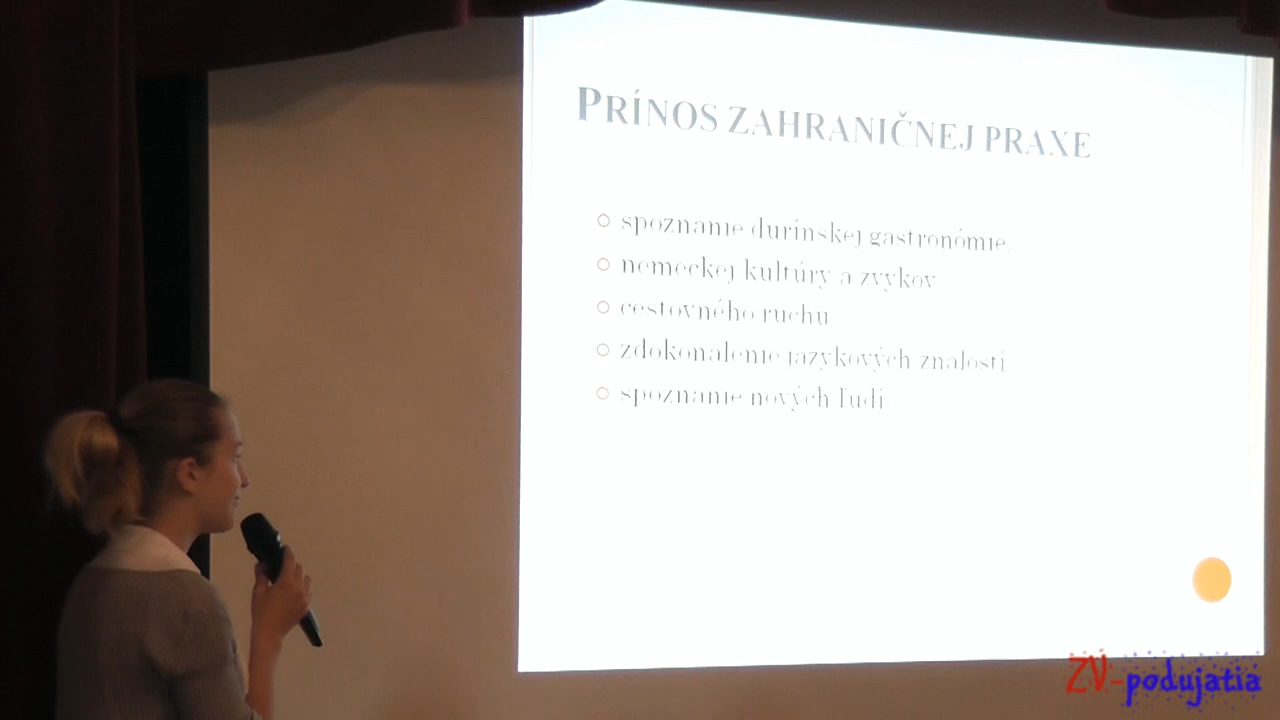 PRÍNOS ZAHRANIČNEJ PRAXE
spoznanie durínskej gastronómie,
nemeckej kultúry a zvykov
cestovného ruchu
zdokonalenie jazykových znalostí
spoznanie nových ľudí
ZV-podujatia